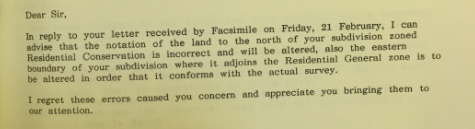 Dear Sir,
In reply to your letter received by Facsimile on Friday, 21 February, I can
advise that the notation of the land to the north of your subdivision zoned
Residential Conservation is incorrect and will be altered, also the eastern
boundary of your subdivision where it adjoins the Residential General zone is to
be altered in order that it conforms with the actual survey.
I regret these errors caused you concern and appreciate you bringing them to
our attention.